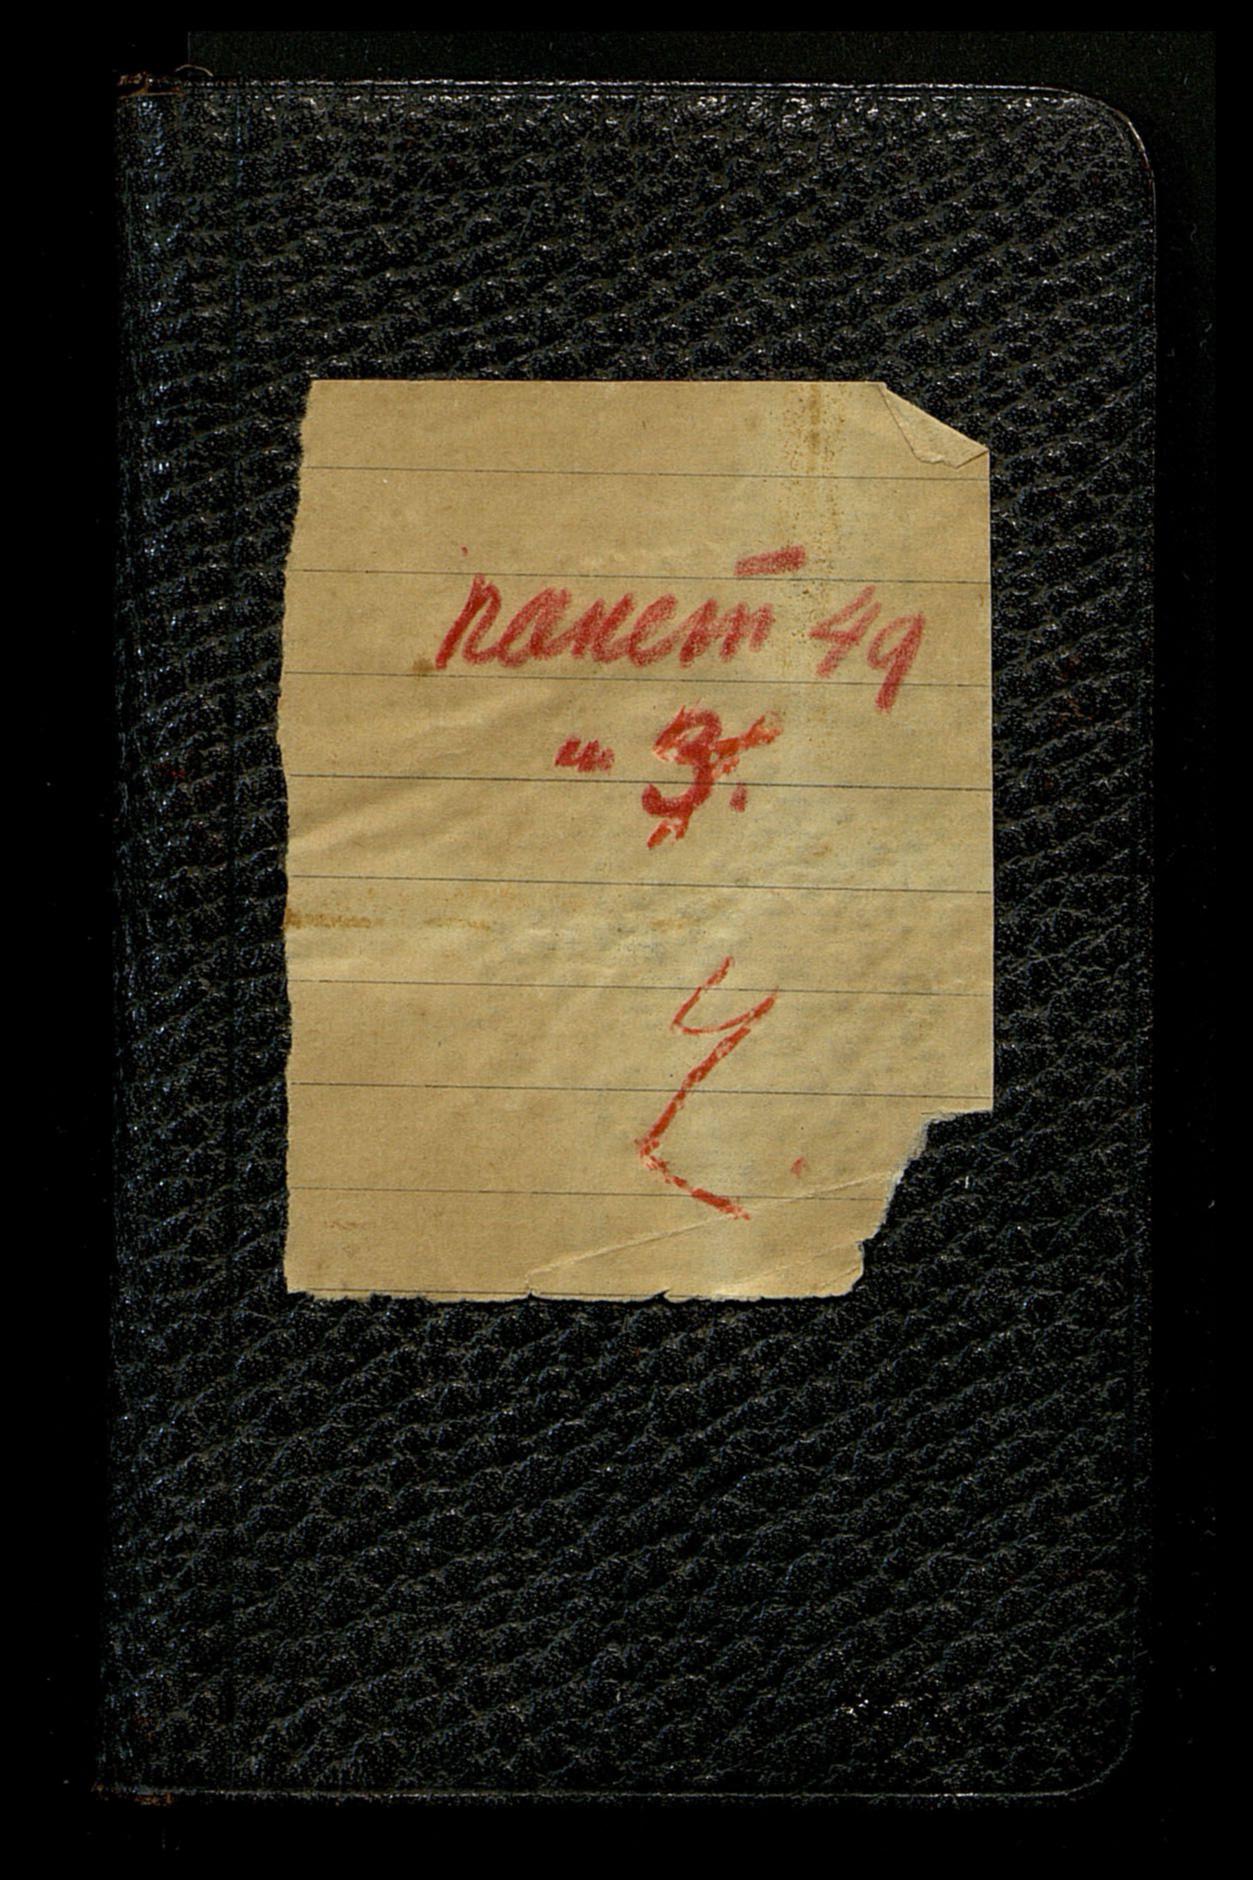 пакет 49
" 3.
Ч.